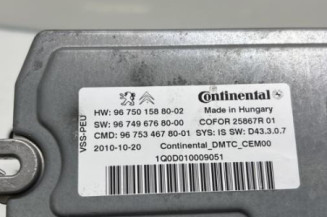 Continental
Made in Hungary
HW: 96 750 158 80-02
COFOR 25867R 01
SW: 96 749 676 80-00
CMD: 96 753 467 80-01 SYS: IS SW: D43.3.0.7
2010-10-20 Continental_DMTC_CEM00
1Q0D010009051
VSS-PEU